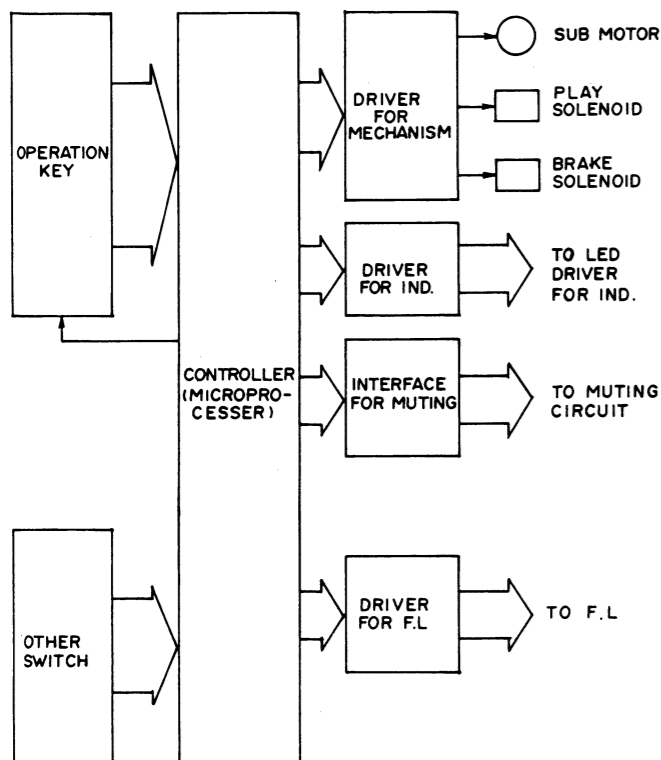 OPERATION
KEY
OTHER
SWITCH
CONTROLLER
(MICROPRO-
CESSER)
DRIVER
FOR
MECHANISM
SUB MOTOR
PLAY
SOLENOID
BRAKE
SOLENOID
DRIVER
FOR IND.
TO LED
DRIVER
FOR IND.
INTERFACE
FOR MUTING
TO MUTING
CIRCUIT
DRIVER
FOR F.L
TO F.L